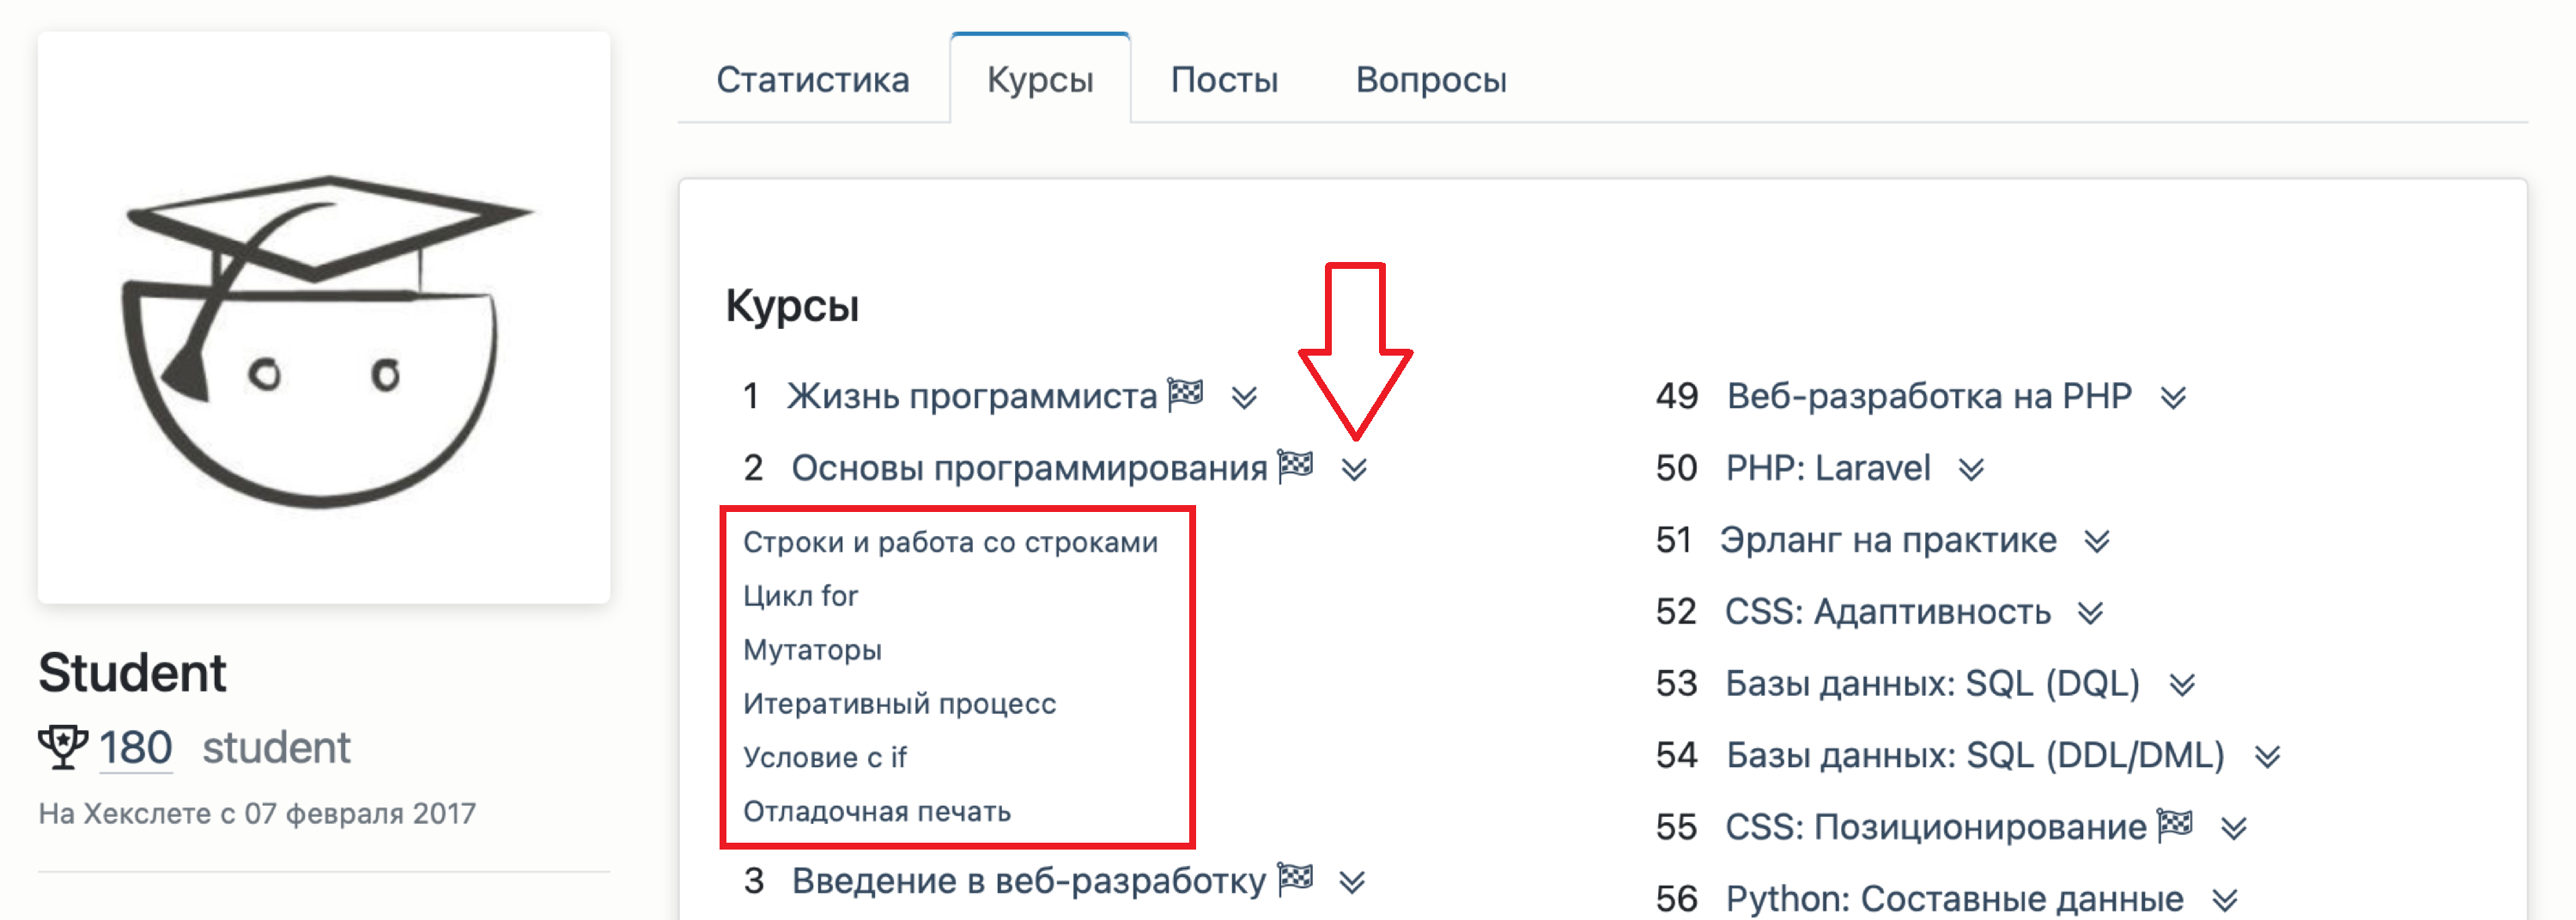 Статистика
Курсы
Посты
Вопросы
Student
180 student
На Хекслете с 07 февраля 2017
Курсы
1 Жизнь программиста
2 Основы программирования
Строки и работа со строками
Цикл for
Мутаторы
Итеративный процесс
Условие с if
Отладочная печать
3 Введение в веб-разработку
49 Веб-разработка на PHP
50 PHP: Laravel
51 Эрланг на практике
52 CSS: Адаптивность
53 Базы данных: SQL (DQL)
54 Базы данных: SQL (DDL/DML)
55 CSS: Позиционирование
56 Python: Составные данные